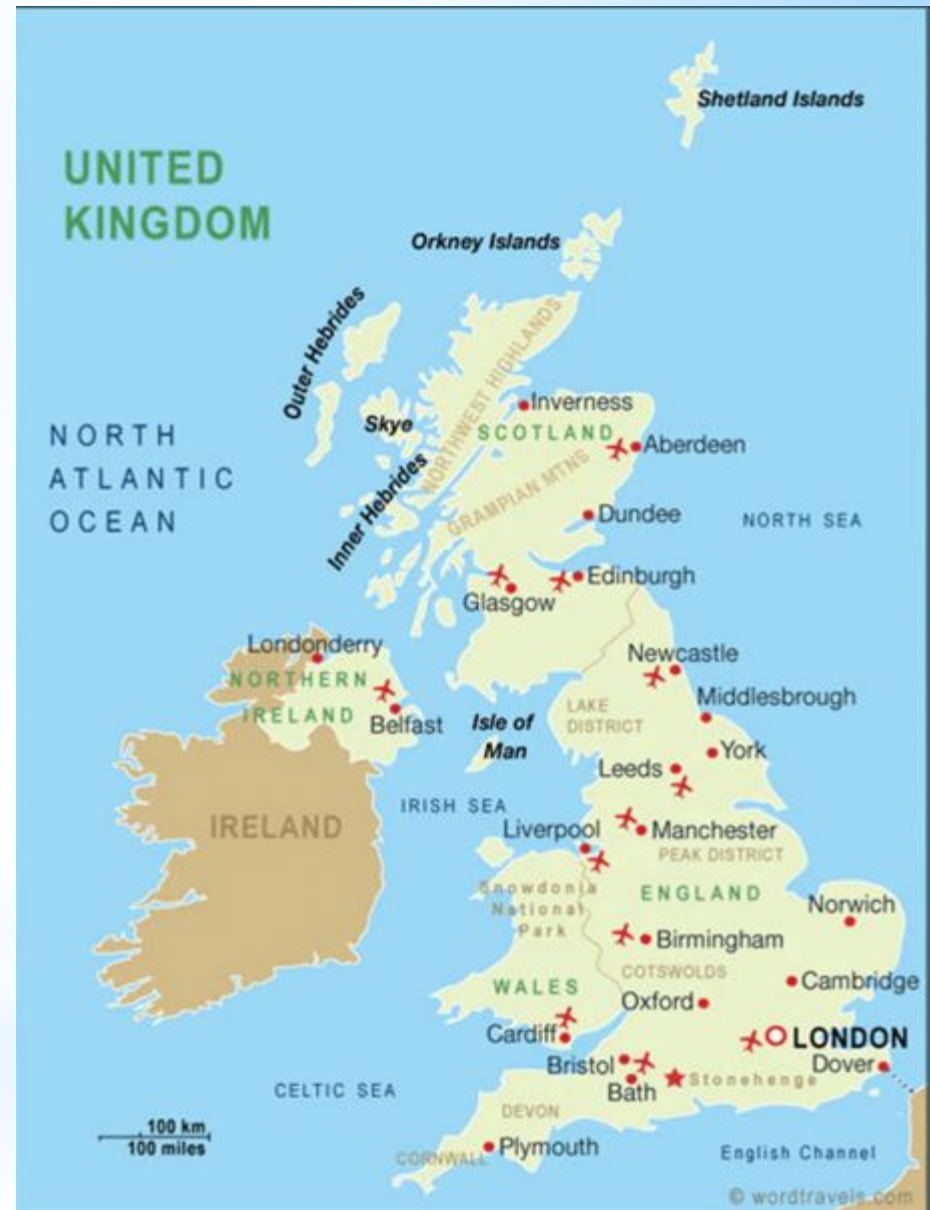 UNITED
KINGDOM
Shetland Islands
Orkney Islands
Outer Hebrides
Skye
Inner Hebrides
NORTHWEST HIGHLANDS
Inverness
SCOTLAND
Aberdeen
GRAMPIAN MTNS
NORTH
ATLANTIC
OCEAN
Dundee
NORTH SEA
Edinburgh
Glasgow
Londonderry
NORTHERN
IRELAND
Belfast
Isle of
Man
Newcastle
Middlesbrough
LAKE
DISTRICT
York
Leeds
IRELAND
IRISH SEA
Liverpool
Manchester
PEAK DISTRICT
Snowdonia
National
Park
ENGLAND
Norwich
Birmingham
COTSWOLDS
WALES
Cambridge
Oxford
Cardiff
LONDON
Bristol
Dover
Bath
Stonehenge
CELTIC SEA
DEVON
100 km
100 miles
Plymouth
CORNWALL
English Channel
© wordtravels.com